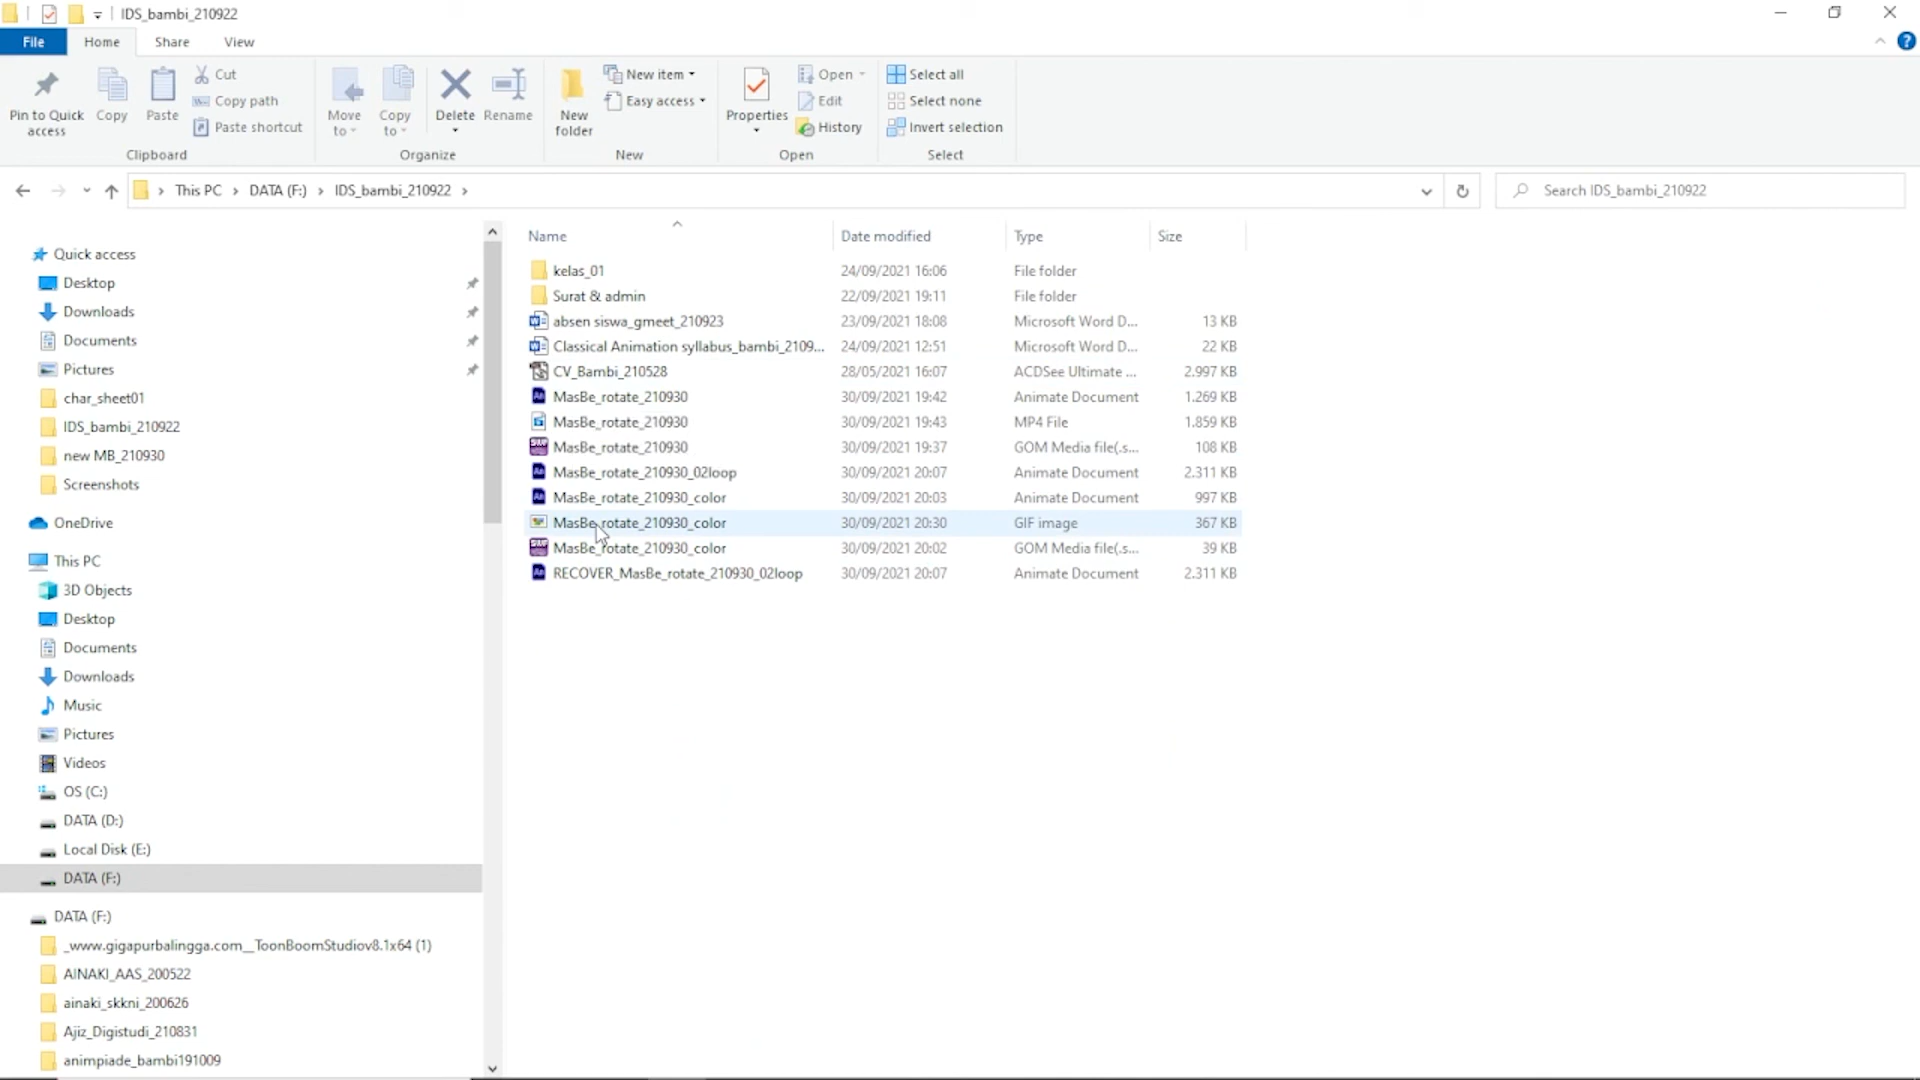 IDS_bambi_210922
File Home Share View
Pin to Quick access
Copy
Paste
Cut
Copy path
Paste shortcut
Clipboard
Move to
Copy to
Delete
Rename
Organize
New folder
New item
Easy access
New
Properties
Open
Edit
History
Open
Select all
Select none
Invert selection
Select
This PC > DATA (F:) > IDS_bambi_210922 >
Search IDS_bambi_210922
Quick access
Desktop
Downloads
Documents
Pictures
char_sheet01
IDS_bambi_210922
new MB_210930
Screenshots
OneDrive
This PC
3D Objects
Desktop
Documents
Downloads
Music
Pictures
Videos
OS (C:)
DATA (D:)
Local Disk (E:)
DATA (F:)
DATA (F:)
_www.gigapurbalingga.com__ToonBoomStudiov8.1x64 (1)
AINAKI_AAS_200522
ainaki_skkni_200626
Ajiz_Digistudi_210831
animpiade_bambi191009
Name Date modified Type Size
kelas_01 24/09/2021 16:06 File folder
Surat & admin 22/09/2021 19:11 File folder
absen siswa_gmeet_210923 23/09/2021 18:08 Microsoft Word D... 13 KB
Classical Animation syllabus_bambi_2109... 24/09/2021 12:51 Microsoft Word D... 22 KB
CV_Bambi_210528 28/05/2021 16:07 ACDSee Ultimate ... 2.997 KB
MasBe_rotate_210930 30/09/2021 19:42 Animate Document 1.269 KB
MasBe_rotate_210930 30/09/2021 19:43 MP4 File 1.859 KB
MasBe_rotate_210930 30/09/2021 19:37 GOM Media file(.s... 108 KB
MasBe_rotate_210930_02loop 30/09/2021 20:07 Animate Document 2.311 KB
MasBe_rotate_210930_color 30/09/2021 20:03 Animate Document 997 KB
MasBe_rotate_210930_color 30/09/2021 20:30 GIF image 367 KB
MasBe_rotate_210930_color 30/09/2021 20:02 GOM Media file(.s... 39 KB
RECOVER_MasBe_rotate_210930_02loop 30/09/2021 20:07 Animate Document 2.311 KB